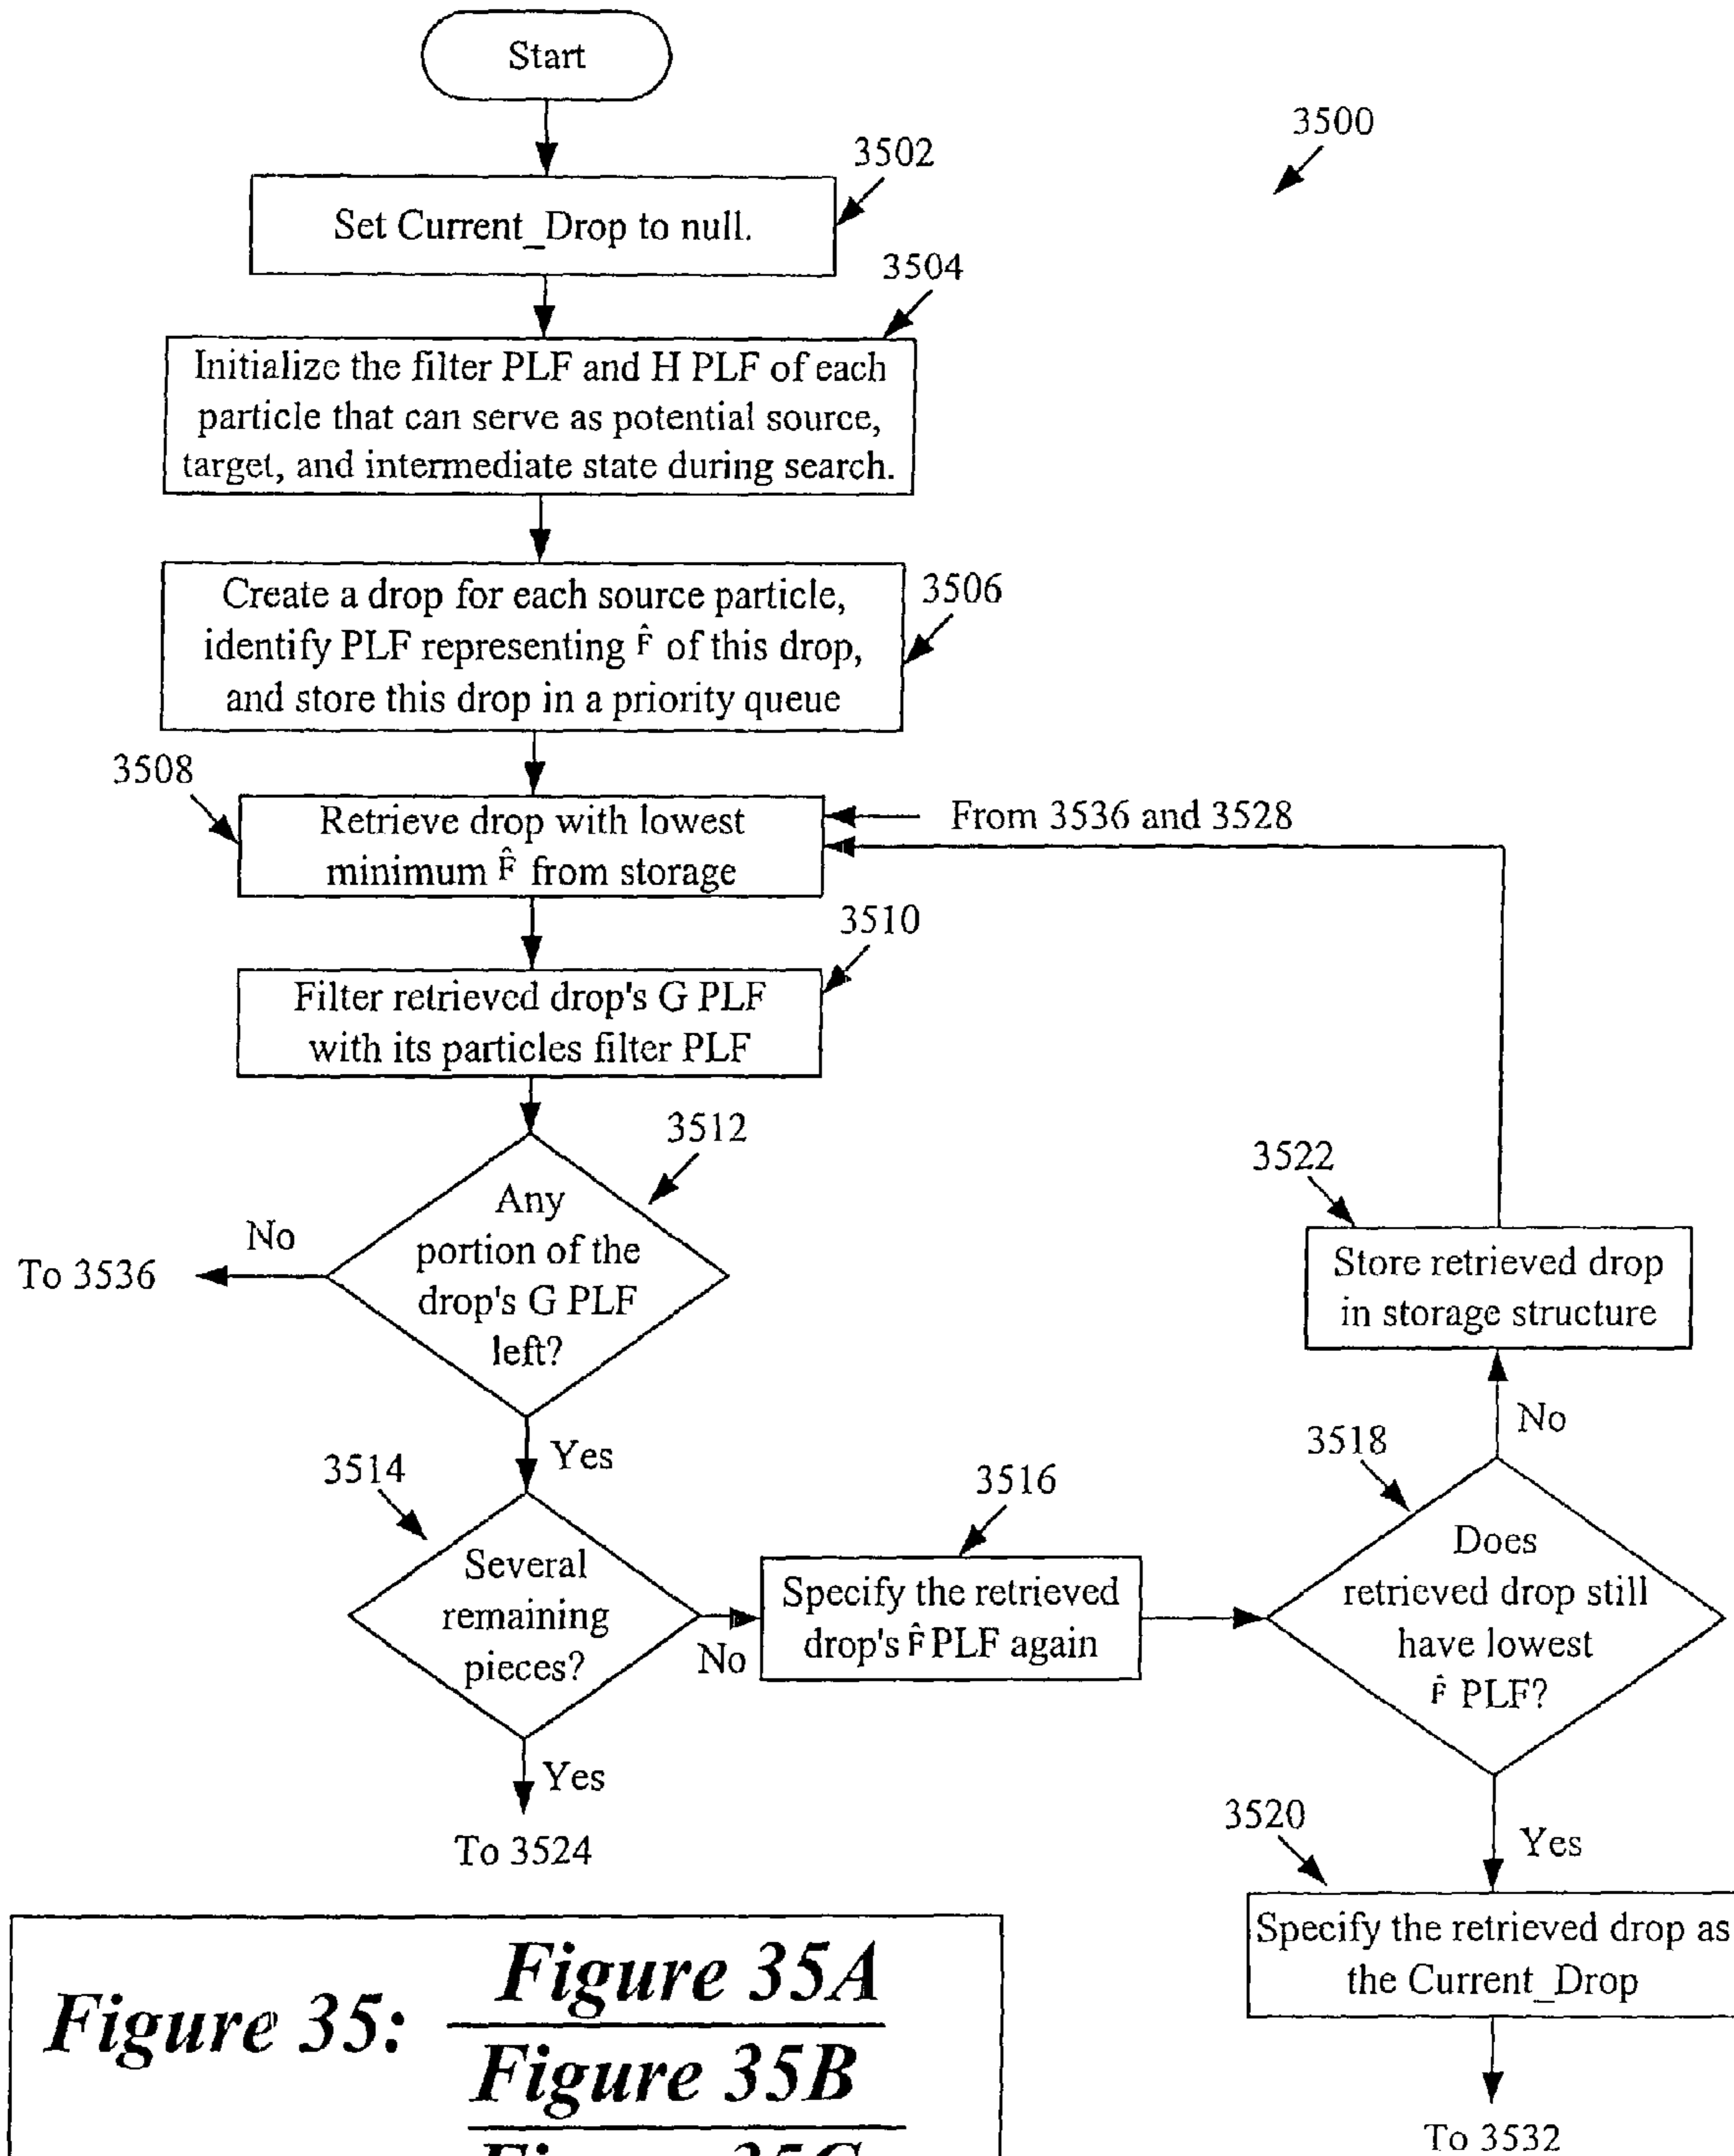 Start
3500
3502
Set Current_Drop to null.
3504
Initialize the filter PLF and H PLF of each
particle that can serve as potential source,
target, and intermediate state during search.
3506
Create a drop for each source particle,
identify PLF representing F̂ of this drop,
and store this drop in a priority queue
3508
Retrieve drop with lowest
minimum F̂ from storage
From 3536 and 3528
3510
Filter retrieved drop's G PLF
with its particles filter PLF
3512
Any
portion of the
drop's G PLF
left?
No
To 3536
Yes
3514
Several
remaining
pieces?
No
Yes
To 3524
3516
Specify the retrieved
drop's F̂ PLF again
3518
Does
retrieved drop still
have lowest
F̂ PLF?
No
3522
Store retrieved drop
in storage structure
Yes
3520
Specify the retrieved drop as
the Current_Drop
To 3532
Figure 35:
Figure 35A
Figure 35B
Figure 35C